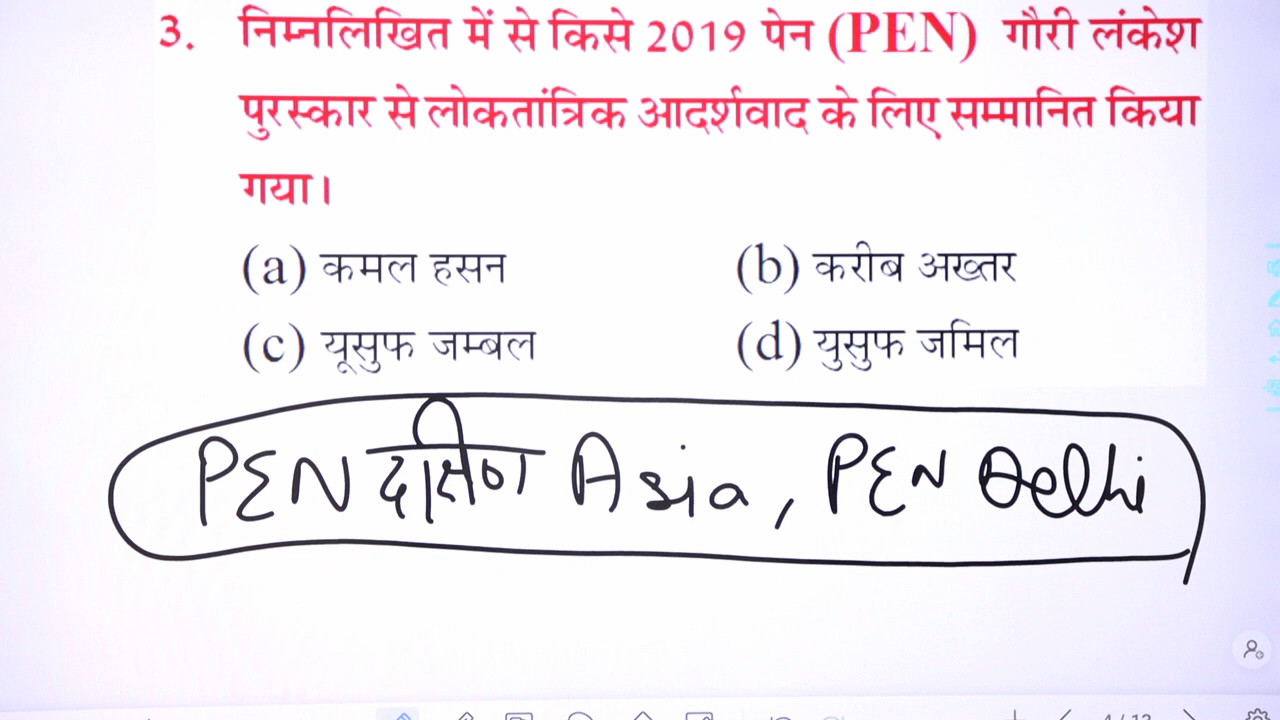 3. निम्नलिखित में से किसे 2019 पेन (PEN) गौरी लंकेश
पुरस्कार से लोकतांत्रिक आदर्शवाद के लिए सम्मानित किया
गया।
(a) कमल हसन (b) करीब अख्तर
(c) यूसुफ जम्बल (d) युसुफ जमिल
PEN दक्षिण Asia, PEN Delhi